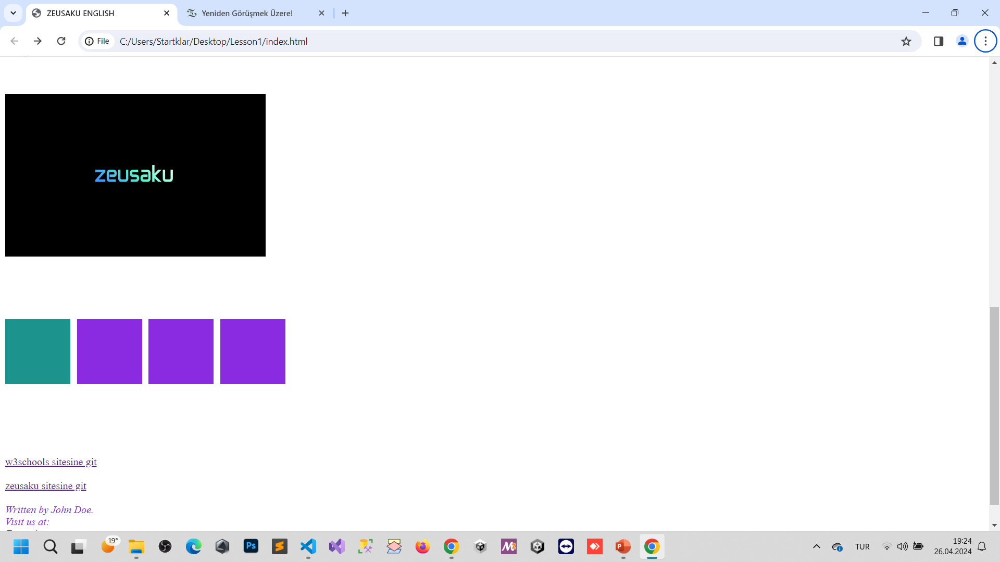 ZEUSAKU ENGLISH
Yeniden Görüşmek Üzere!
File
C:/Users/Startklar/Desktop/Lesson1/index.html
zeusaku
w3schools sitesine git
zeusaku sitesine git
Written by John Doe.
Visit us at:
19°
Ps
P
TUR
19:24
26.04.2024